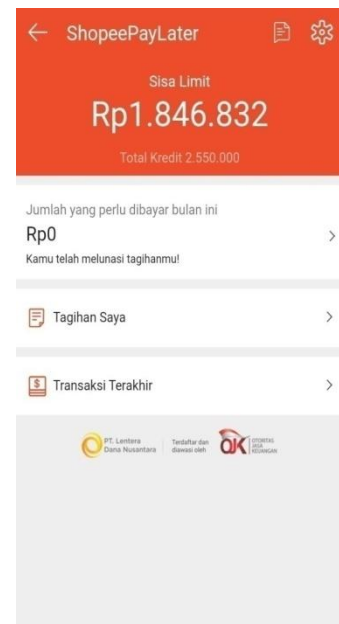 ShopeePayLater
Sisa Limit
Rp1.846.832
Total Kredit 2.550.000
Jumlah yang perlu dibayar bulan ini
Rp0
Kamu telah melunasi tagihanmu!
Tagihan Saya
$ Transaksi Terakhir
PT. Lentera
Dana Nusantara
Terdaftar dan
diawasi oleh
OJK
OTORITAS
JASA
KEUANGAN